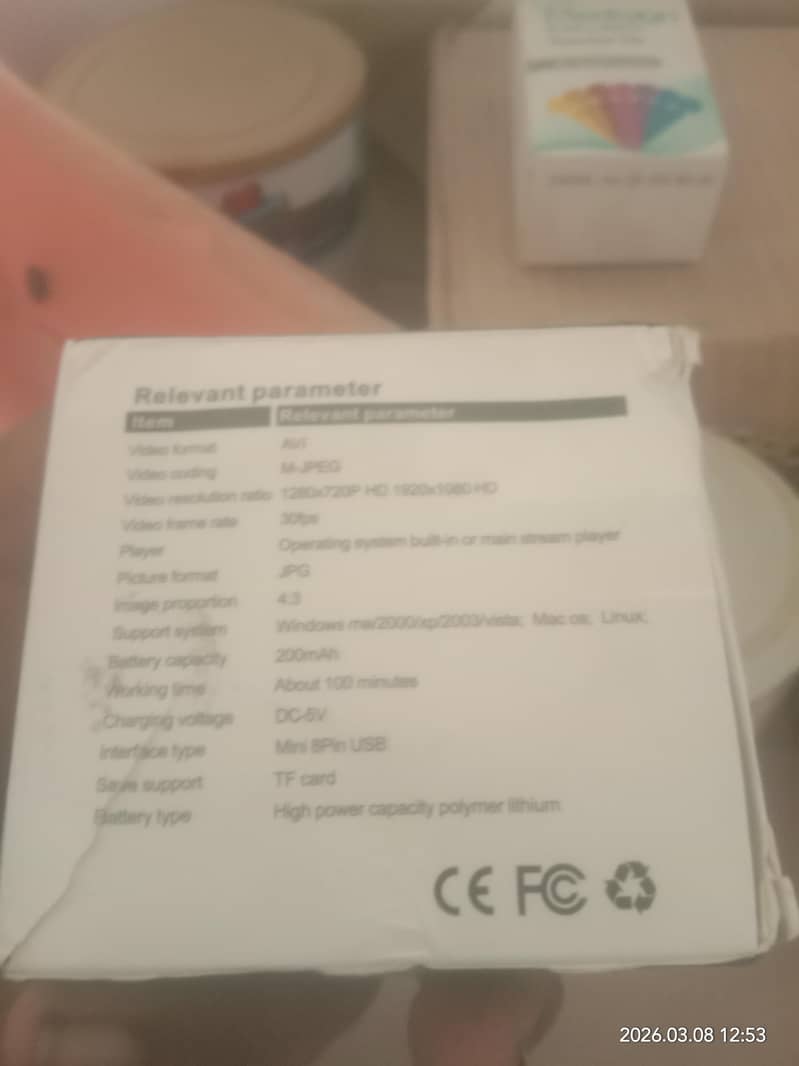 Relevant parameter
Item Relevant parameter
Video format AVI
Video coding M-JPEG
Video resolution ratio 1280x720P HD 1920x1080 HD
Video frame rate 30fps
Player Operating system built-in or main stream player
Picture format JPG
Image proportion 4:3
Support system Windows me/2000/xp/2003/vista; Mac os; Linux;
Battery capacity 200mAh
Working time About 100 minutes
Charging voltage DC-5V
Interface type Mini 8Pin USB
Save support TF card
Battery type High power capacity polymer lithium
CE FC
2026.03.08 12:53